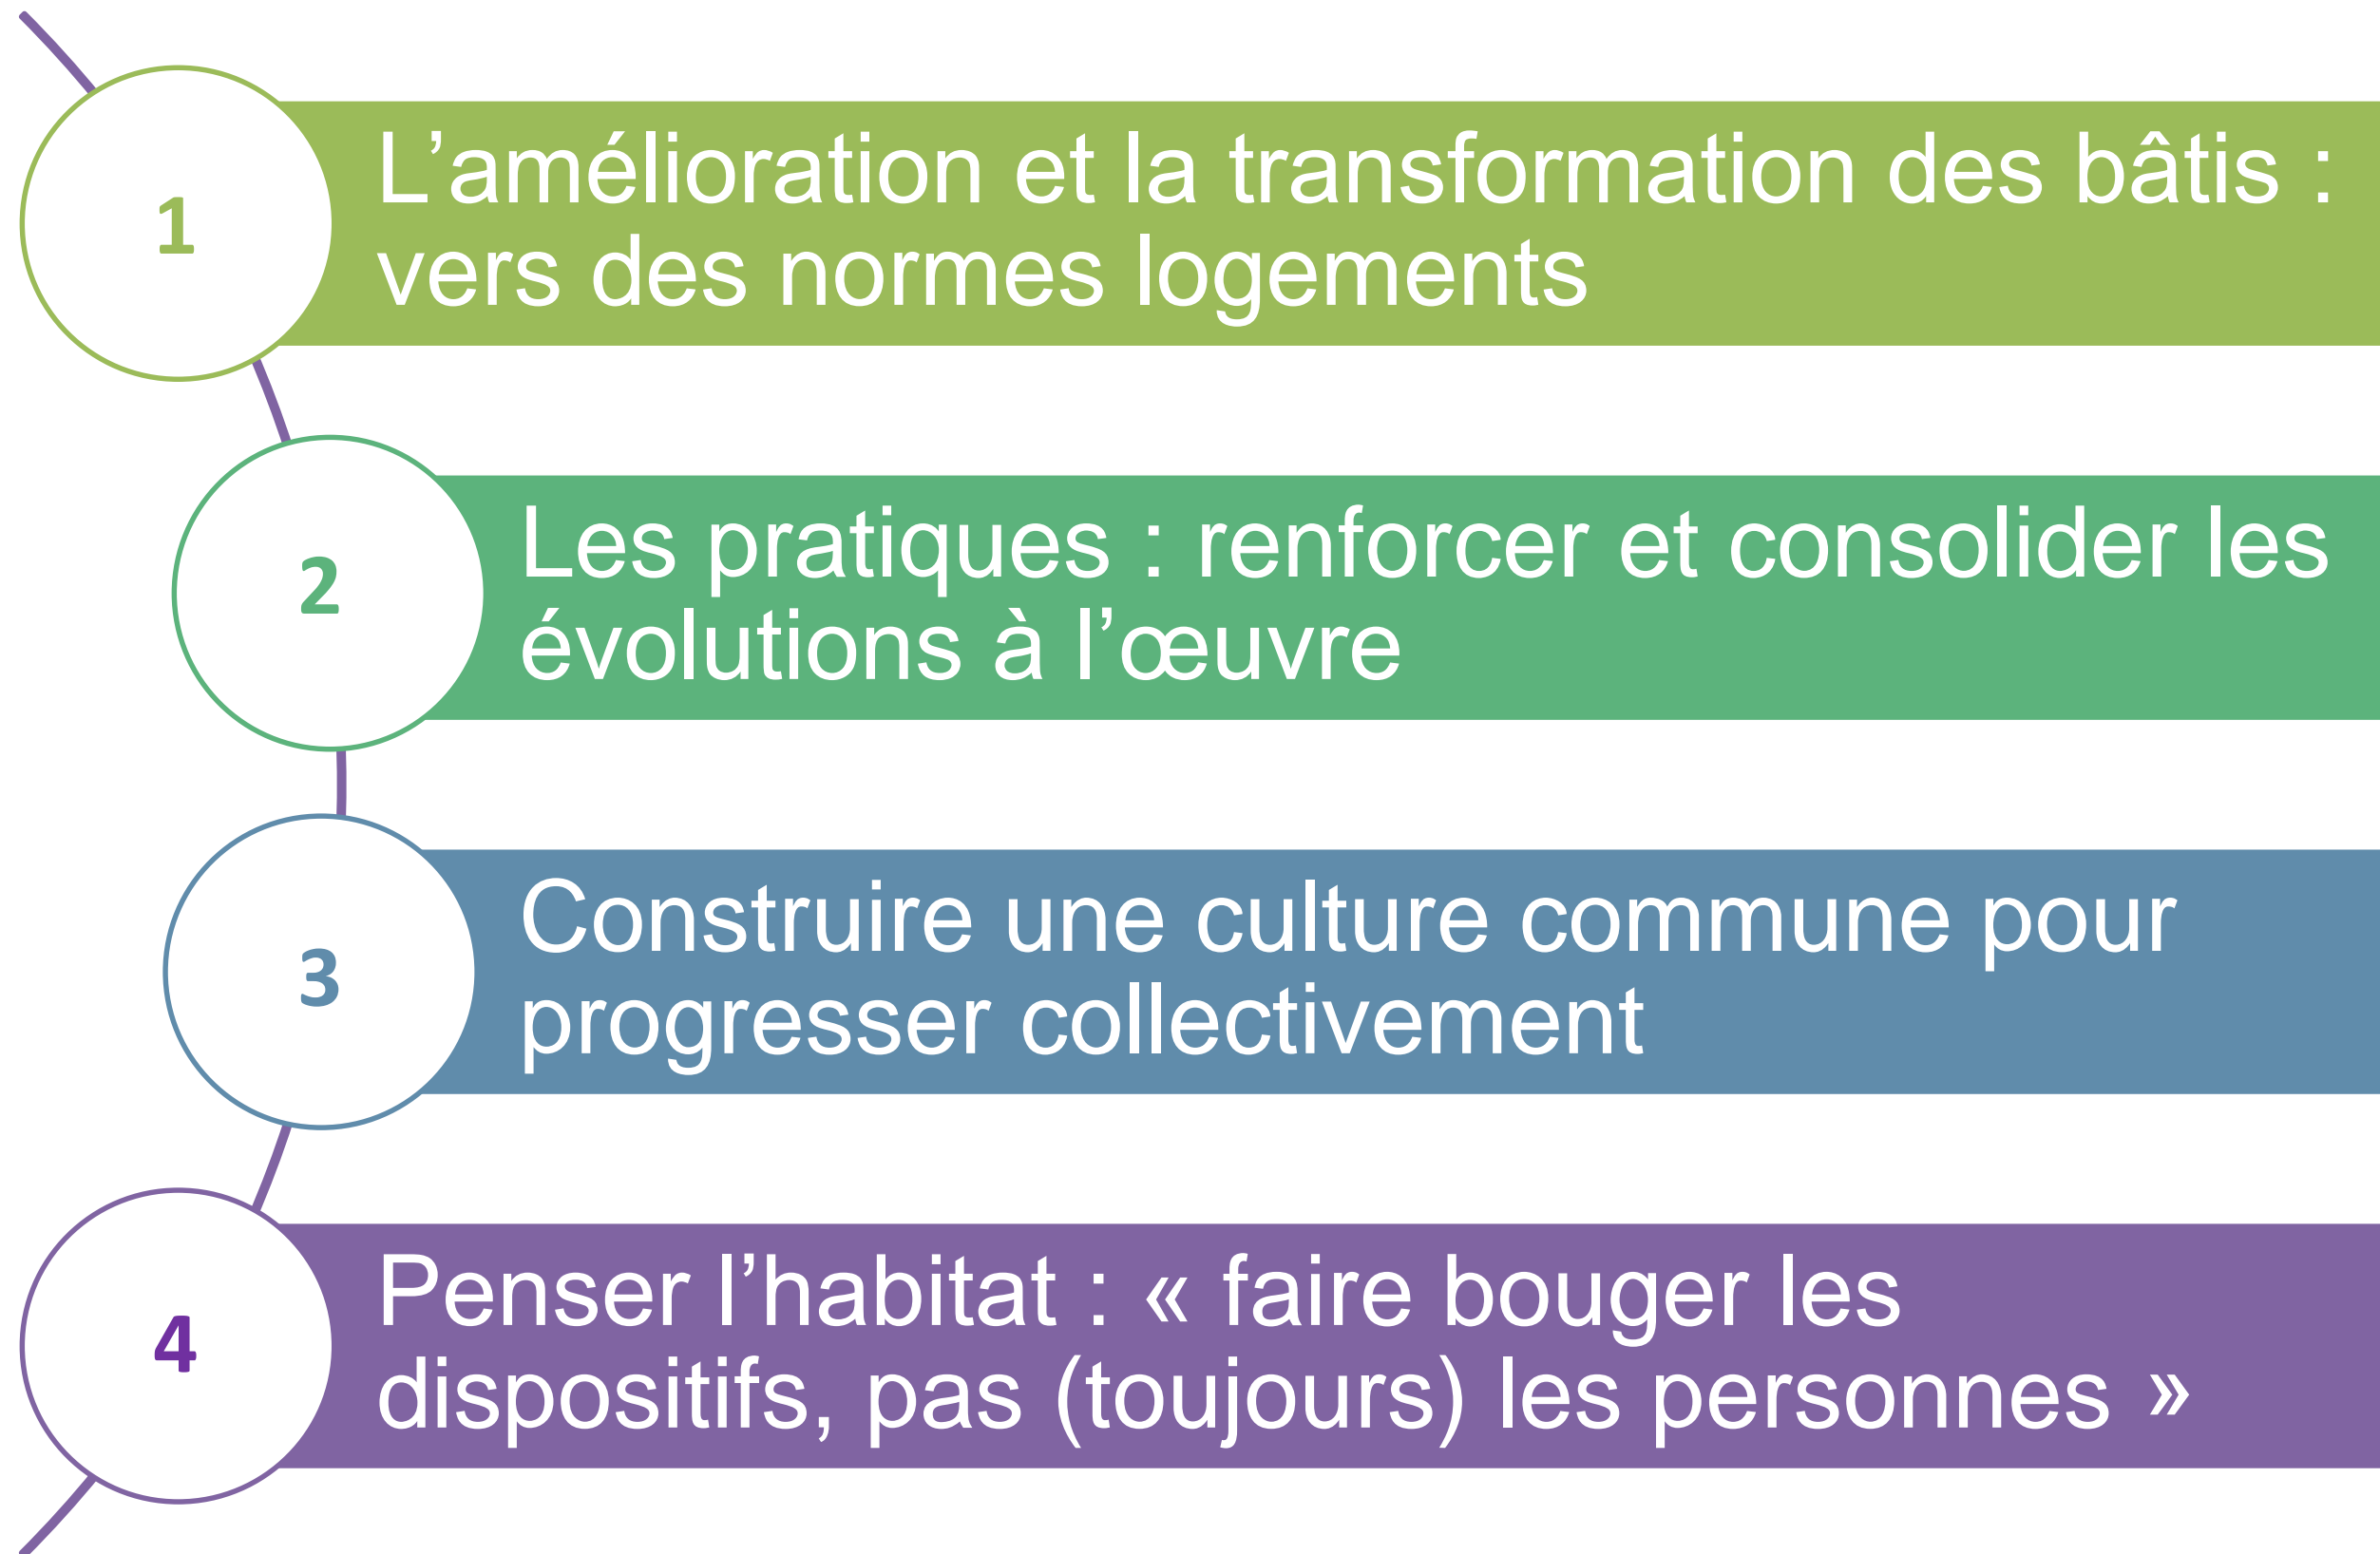 1
L’amélioration et la transformation des bâtis :
vers des normes logements
2
Les pratiques : renforcer et consolider les
évolutions à l’œuvre
3
Construire une culture commune pour
progresser collectivement
4
Penser l’habitat : « faire bouger les
dispositifs, pas (toujours) les personnes »